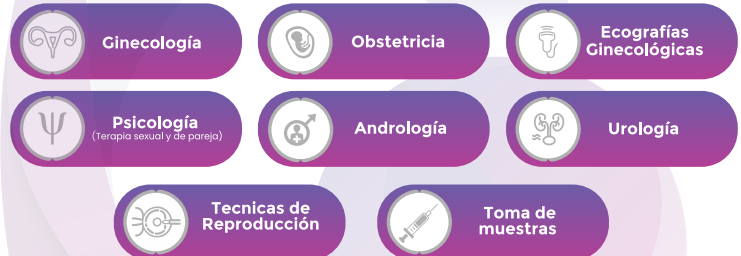 Ginecología
Obstetricia
Ecografías
Ginecológicas
Psicología
(Terapia sexual y de pareja)
Andrología
Urología
Tecnicas de
Reproducción
Toma de
muestras